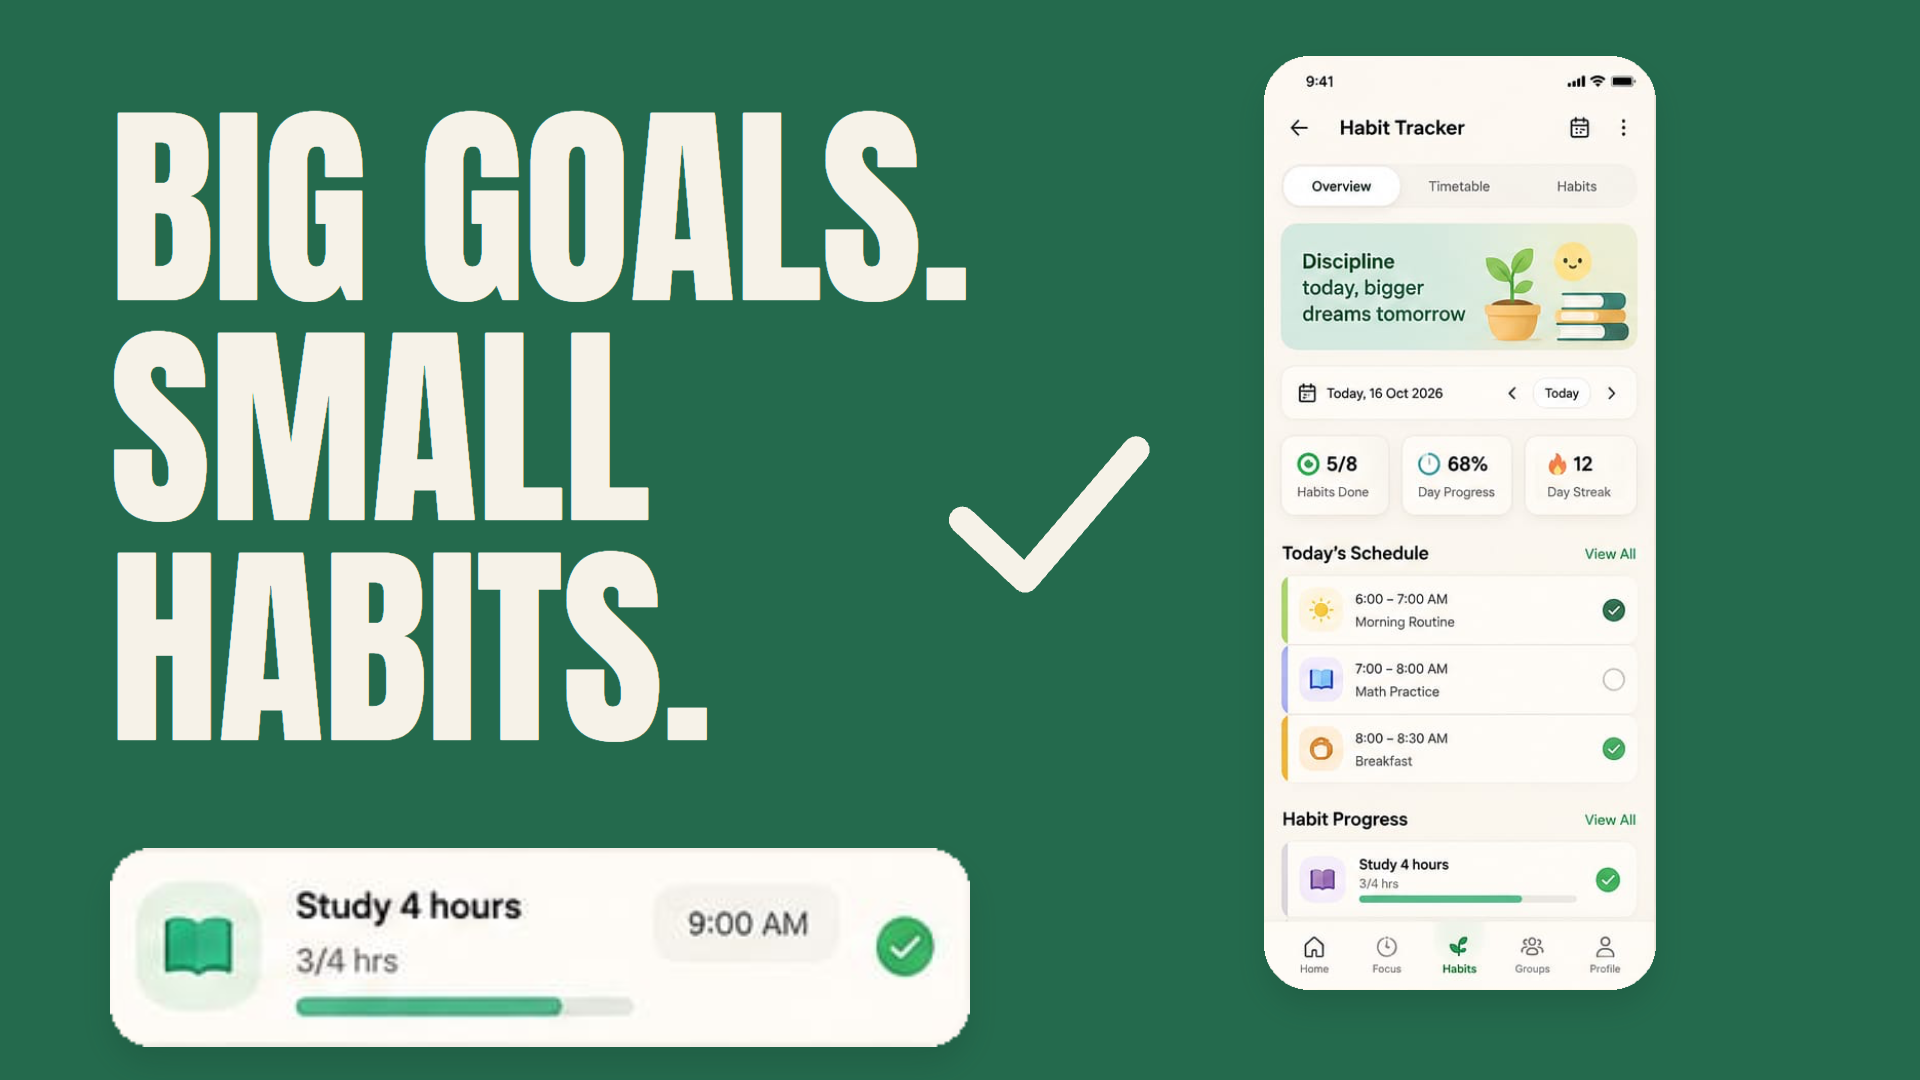 BIG GOALS.
SMALL
HABITS.
Study 4 hours
3/4 hrs
9:00 AM
9:41
Habit Tracker
Overview
Timetable
Habits
Discipline
today, bigger
dreams tomorrow
Today, 16 Oct 2026
Today
5/8
Habits Done
68%
Day Progress
12
Day Streak
Today’s Schedule
View All
6:00 – 7:00 AM
Morning Routine
7:00 – 8:00 AM
Math Practice
8:00 – 8:30 AM
Breakfast
Habit Progress
View All
Study 4 hours
3/4 hrs
Home
Focus
Habits
Groups
Profile